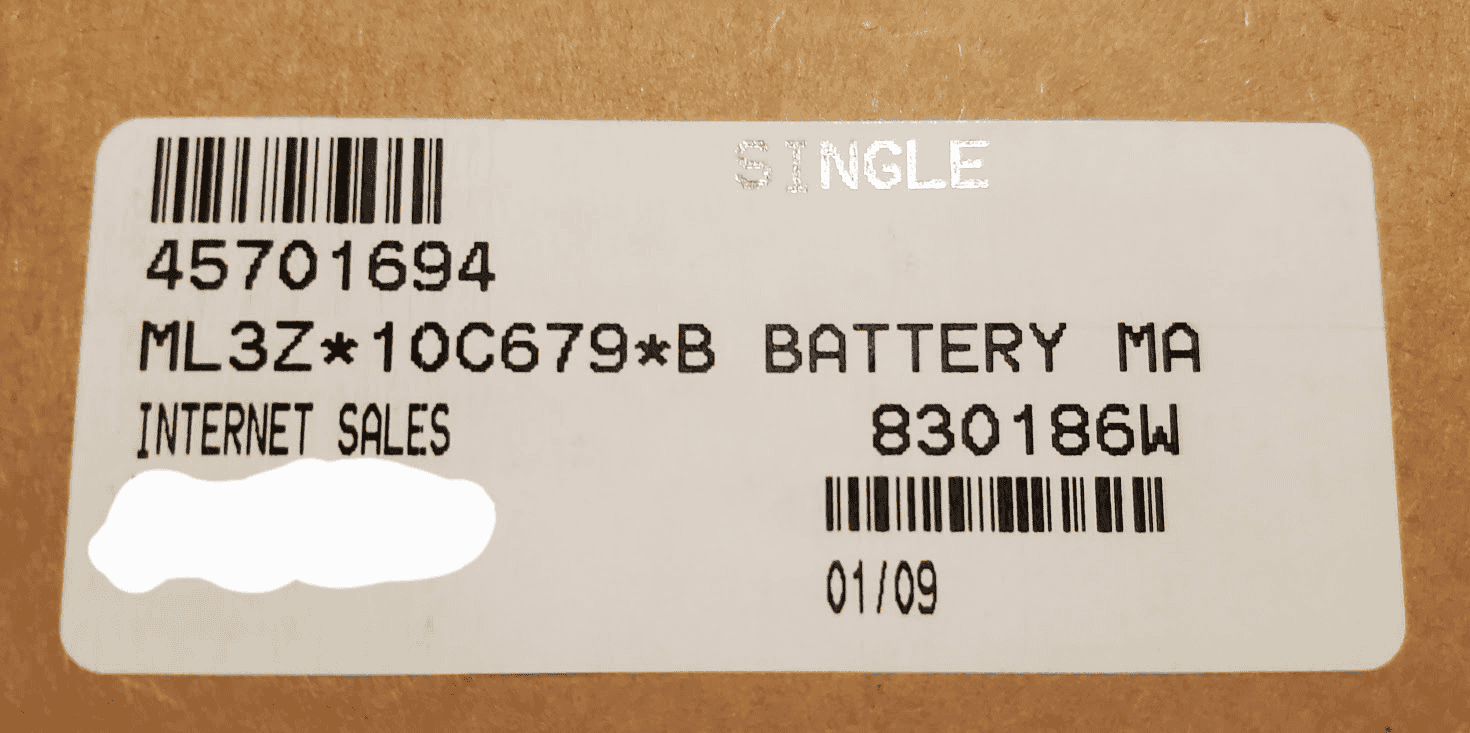 SINGLE
45701694
ML3Z*10C679*B BATTERY MA
INTERNET SALES 830186W
01/09